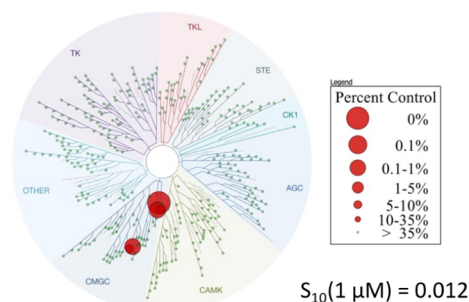 TKL
TK
STE
CK1
OTHER
AGC
CMGC
CAMK
Legend
Percent Control
0%
0.1%
0.1-1%
1-5%
5-10%
10-35%
> 35%
S₁₀(1 μM) = 0.012